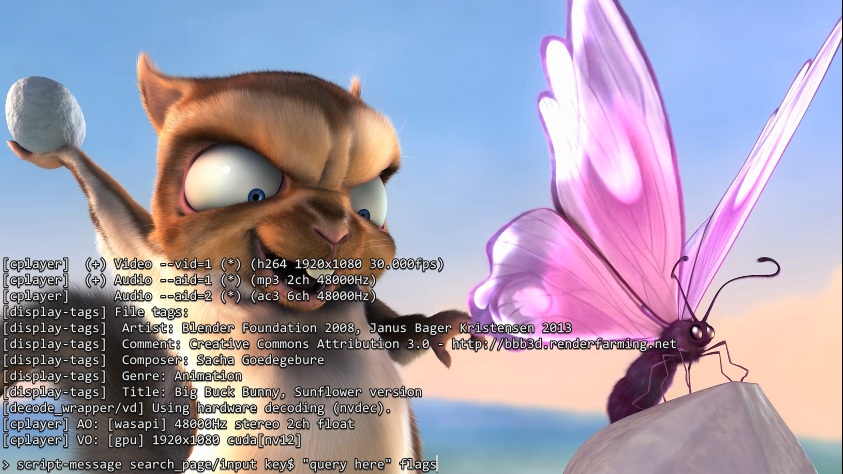 [cplayer]  (+) Video --vid=1 (*) (h264 1920x1080 30.000fps)
[cplayer]  (+) Audio --aid=1 (*) (mp3 2ch 48000Hz)
[cplayer]      Audio --aid=2 (*) (ac3 6ch 48000Hz)
[display-tags] File tags:
[display-tags]  Artist: Blender Foundation 2008, Janus Bager Kristensen 2013
[display-tags]  Comment: Creative Commons Attribution 3.0 - http://bbb3d.renderfarming.net
[display-tags]  Composer: Sacha Goedegebure
[display-tags]  Genre: Animation
[display-tags]  Title: Big Buck Bunny, Sunflower version
[decode_wrapper/vd] Using hardware decoding (nvdec).
[cplayer] AO: [wasapi] 48000Hz stereo 2ch float
[cplayer] VO: [gpu] 1920x1080 cuda[nv12]
> script-message search_page/input key$ "query here" flags